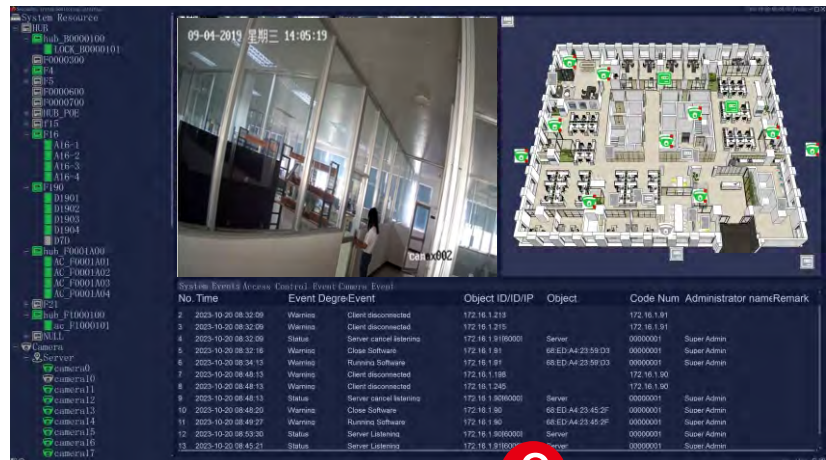 System Resource
HUB
hub_B0000100
LOCK_B0000101
F0000300
F4
F5
F0000600
F0000700
HUB_POE
f15
F16
A16-1
A16-2
A16-3
A16-4
F190
D1901
D1902
D1903
D1904
D7D
hub_F0001A00
AC_F0001A01
AC_F0001A02
AC_F0001A03
AC_F0001A04
F21
hub_F1000100
ac_F1000101
NULL
Camera
Server
camera0
camera10
camera11
camera12
camera13
camera14
camera15
camera16
camera17
09-04-2019 星期三 14:05:19
System Events Access Control Event Camera Event
No. Time Event Degre Event Object ID/ID/IP Object Code Num Administrator name Remark
2 2023-10-20 08:32:09 Warning Client disconnected 172.16.1.213 172.16.1.91
3 2023-10-20 08:32:09 Warning Client disconnected 172.16.1.215 172.16.1.91
4 2023-10-20 08:32:09 Status Server cancel listening 172.16.1.91[6000] Server 00000001 Super Admin
5 2023-10-20 08:32:16 Warning Close Software 172.16.1.91 68:ED:A4:23:59:D3 00000001 Super Admin
6 2023-10-20 08:34:13 Warning Running Software 172.16.1.91 68:ED:A4:23:59:D3 00000001 Super Admin
7 2023-10-20 08:48:13 Warning Client disconnected 172.16.1.198 172.16.1.90
8 2023-10-20 08:48:13 Warning Client disconnected 172.16.1.245 172.16.1.90
9 2023-10-20 08:48:13 Status Server cancel listening 172.16.1.90[6000] Server 00000001 Super Admin
10 2023-10-20 08:48:20 Warning Close Software 172.16.1.90 68:ED:A4:23:45:2F 00000001 Super Admin
11 2023-10-20 08:49:27 Warning Running Software 172.16.1.90 68:ED:A4:23:45:2F 00000001 Super Admin
12 2023-10-20 08:53:30 Status Server Listening 172.16.1.90[6000] Server 00000001 Super Admin
13 2023-10-20 08:45:21 Status Server Listening 172.16.1.91[6000] Server 00000001 Super Admin